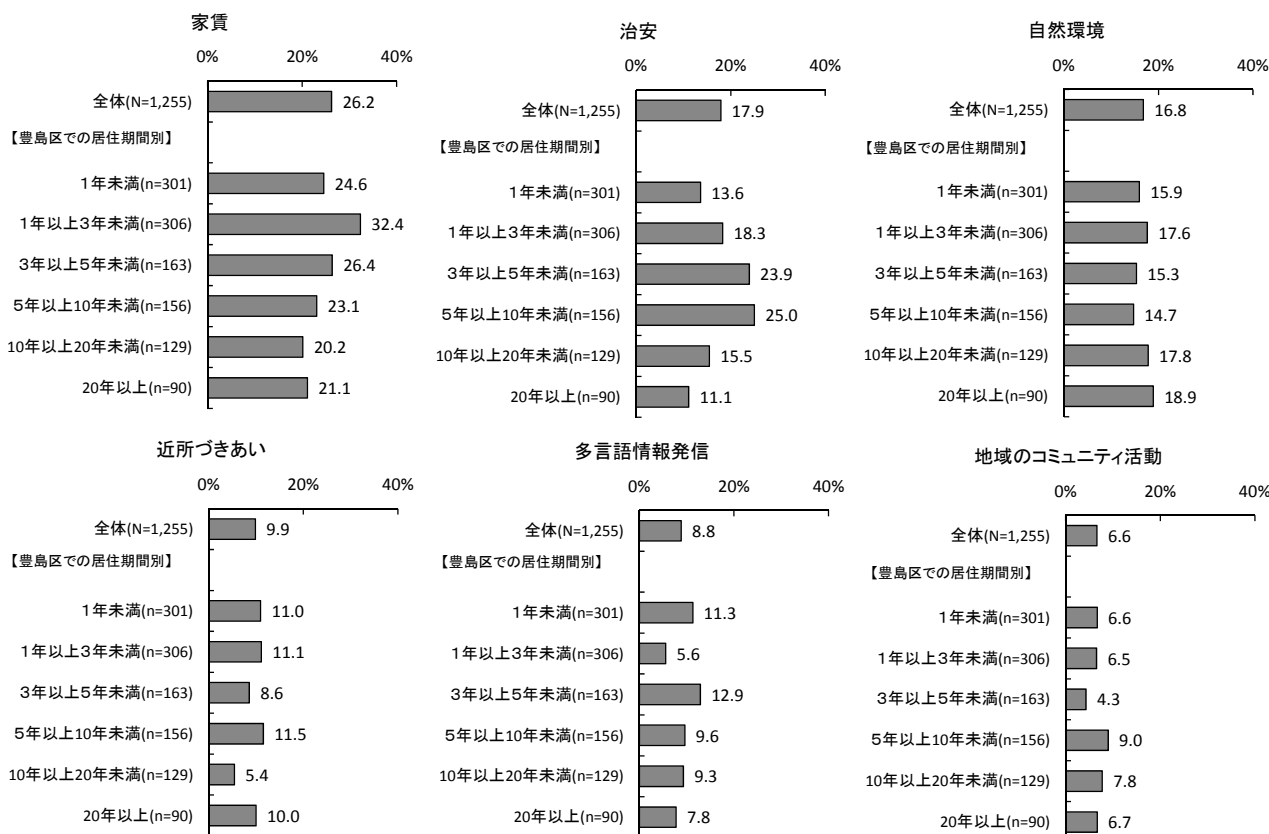 家賃
0% 20% 40%
全体(N=1,255) 26.2
【豊島区での居住期間別】
1年未満(n=301) 24.6
1年以上3年未満(n=306) 32.4
3年以上5年未満(n=163) 26.4
5年以上10年未満(n=156) 23.1
10年以上20年未満(n=129) 20.2
20年以上(n=90) 21.1
治安
0% 20% 40%
全体(N=1,255) 17.9
【豊島区での居住期間別】
1年未満(n=301) 13.6
1年以上3年未満(n=306) 18.3
3年以上5年未満(n=163) 23.9
5年以上10年未満(n=156) 25.0
10年以上20年未満(n=129) 15.5
20年以上(n=90) 11.1
自然環境
0% 20% 40%
全体(N=1,255) 16.8
【豊島区での居住期間別】
1年未満(n=301) 15.9
1年以上3年未満(n=306) 17.6
3年以上5年未満(n=163) 15.3
5年以上10年未満(n=156) 14.7
10年以上20年未満(n=129) 17.8
20年以上(n=90) 18.9
近所づきあい
0% 20% 40%
全体(N=1,255) 9.9
【豊島区での居住期間別】
1年未満(n=301) 11.0
1年以上3年未満(n=306) 11.1
3年以上5年未満(n=163) 8.6
5年以上10年未満(n=156) 11.5
10年以上20年未満(n=129) 5.4
20年以上(n=90) 10.0
多言語情報発信
0% 20% 40%
全体(N=1,255) 8.8
【豊島区での居住期間別】
1年未満(n=301) 11.3
1年以上3年未満(n=306) 5.6
3年以上5年未満(n=163) 12.9
5年以上10年未満(n=156) 9.6
10年以上20年未満(n=129) 9.3
20年以上(n=90) 7.8
地域のコミュニティ活動
0% 20% 40%
全体(N=1,255) 6.6
【豊島区での居住期間別】
1年未満(n=301) 6.6
1年以上3年未満(n=306) 6.5
3年以上5年未満(n=163) 4.3
5年以上10年未満(n=156) 9.0
10年以上20年未満(n=129) 7.8
20年以上(n=90) 6.7